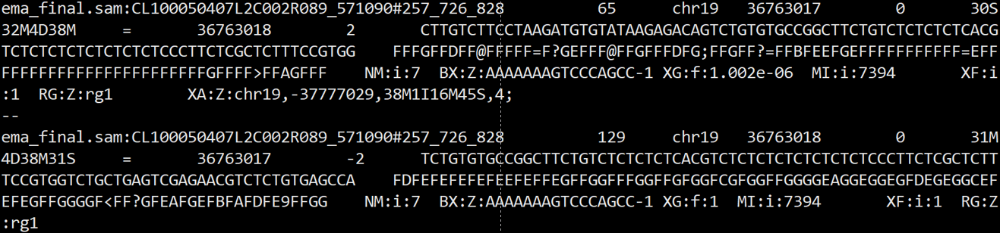 ema_final.sam:CL100050407L2C002R089_571090#257_726_828 65 chr19 36763017 0 30S
32M4D38M = 36763018 2 CTTGTCTTCCTAAGATGTGTATAAGAGACAGTCTGTGTGCCGGCTTCTGTCTCTCTCTCACG
TCTCTCTCTCTCTCTCTCCCTTCTCGCTCTTTCCGTGG FFFGFFDFF@FFFFF=F?GEFFF@FFGFFFDFG;FFGFF?=FFBFEEFGEFFFFFFFFFFF=EFF
FFFFFFFFFFFFFFFFFFFFFFFGFFFF>FFAGFFF NM:i:7 BX:Z:AAAAAAAGTCCCAGCC-1 XG:f:1.002e-06 MI:i:7394 XF:i
:1 RG:Z:rg1 XA:Z:chr19,-37777029,38M1I16M45S,4;
--
ema_final.sam:CL100050407L2C002R089_571090#257_726_828 129 chr19 36763018 0 31M
4D38M31S = 36763017 -2 TCTGTGTGCCGGCTTCTGTCTCTCTCTCACGTCTCTCTCTCTCTCTCTCCCTTCTCGCTCTT
TCCGTGGTCTGCTGAGTCGAGAACGTCTCTGTGAGCCA FDFEFEFEFEFEEFEFFEGFFGGFFFGGFFGFGGFCGFGGFFGGGGEAGGEGGEGFDEGEGGCEF
EFEGFFGGGGF<FF?GFEAFGEFBFAFDFE9FFGG NM:i:7 BX:Z:AAAAAAAGTCCCAGCC-1 XG:f:1 MI:i:7394 XF:i:1 RG:Z
:rg1